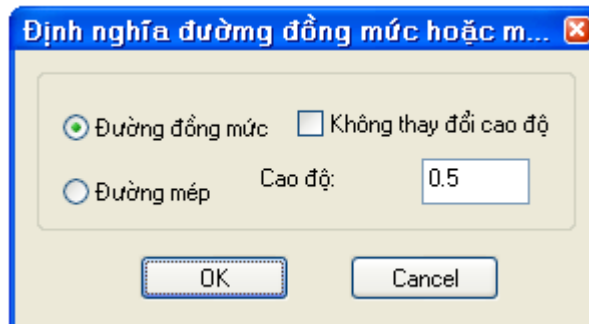 Định nghĩa đường đồng mức hoặc m...
Đường đồng mức
Không thay đổi cao độ
Đường mép
Cao độ:
0.5
OK
Cancel